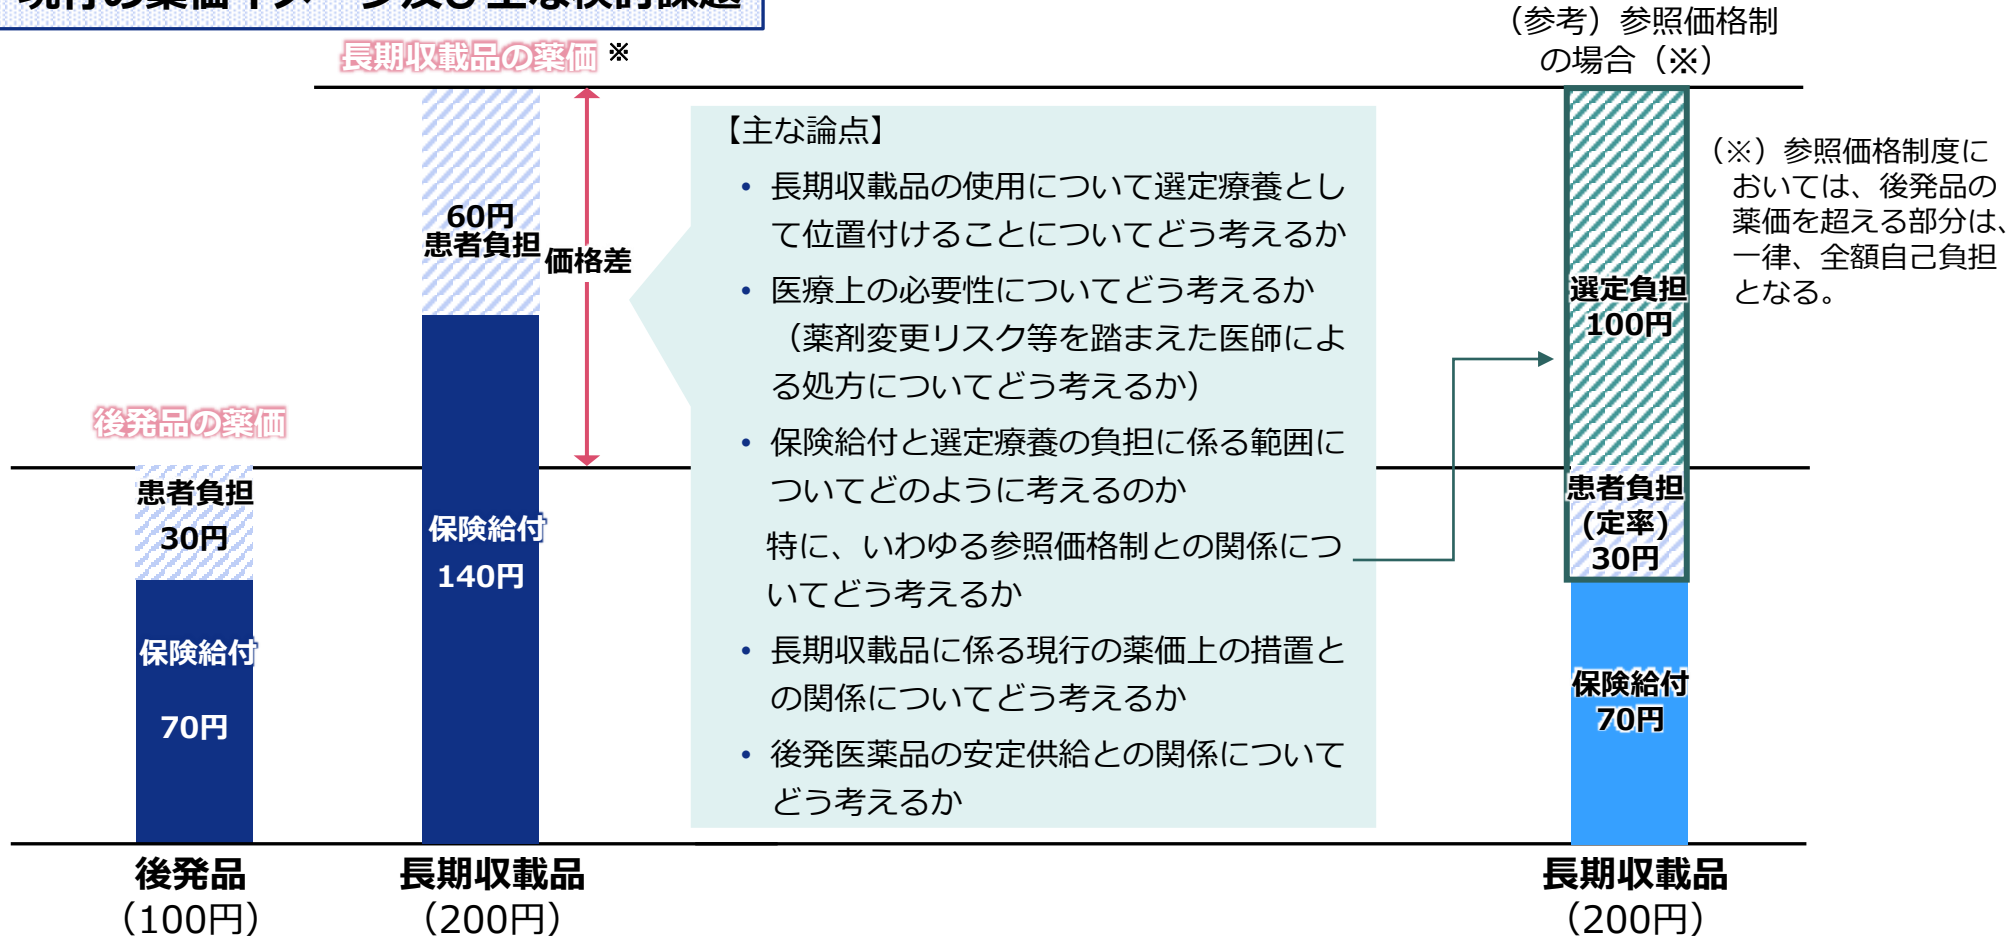 現行の薬価イメージ及び主な検討課題
長期収載品の薬価 ※
（参考）参照価格制
の場合（※）
60円
患者負担
価格差
【主な論点】
• 長期収載品の使用について選定療養とし
て位置付けることについてどう考えるか
• 医療上の必要性についてどう考えるか
（薬剤変更リスク等を踏まえた医師によ
る処方についてどう考えるか）
• 保険給付と選定療養の負担に係る範囲に
ついてどのように考えるのか
特に、いわゆる参照価格制との関係につ
いてどう考えるか
• 長期収載品に係る現行の薬価上の措置と
の関係についてどう考えるか
• 後発医薬品の安定供給との関係について
どう考えるか
（※）参照価格制度に
おいては、後発品の
薬価を超える部分は、
一律、全額自己負担
となる。
選定負担
100円
後発品の薬価
患者負担
30円
保険給付
70円
保険給付
140円
患者負担
(定率)
30円
保険給付
70円
後発品
（100円）
長期収載品
（200円）
長期収載品
（200円）